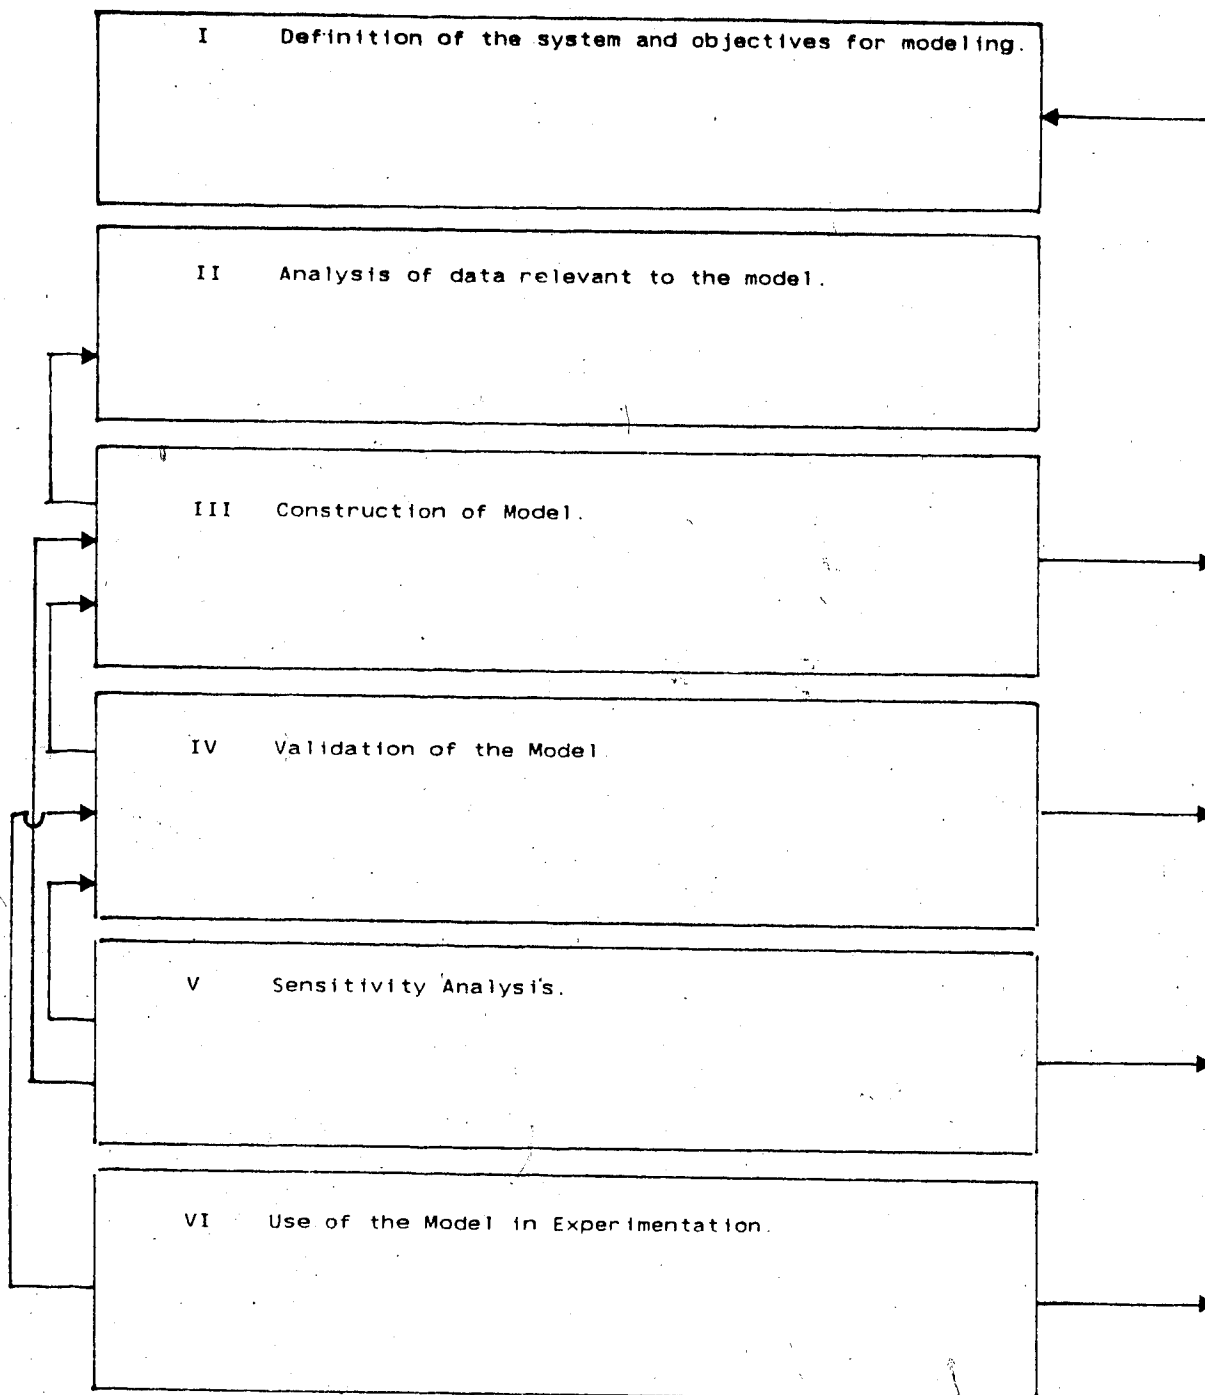 I Definition of the system and objectives for modeling.
II Analysis of data relevant to the model.
III Construction of Model.
IV Validation of the Model
V Sensitivity Analysis.
VI Use of the Model in Experimentation.